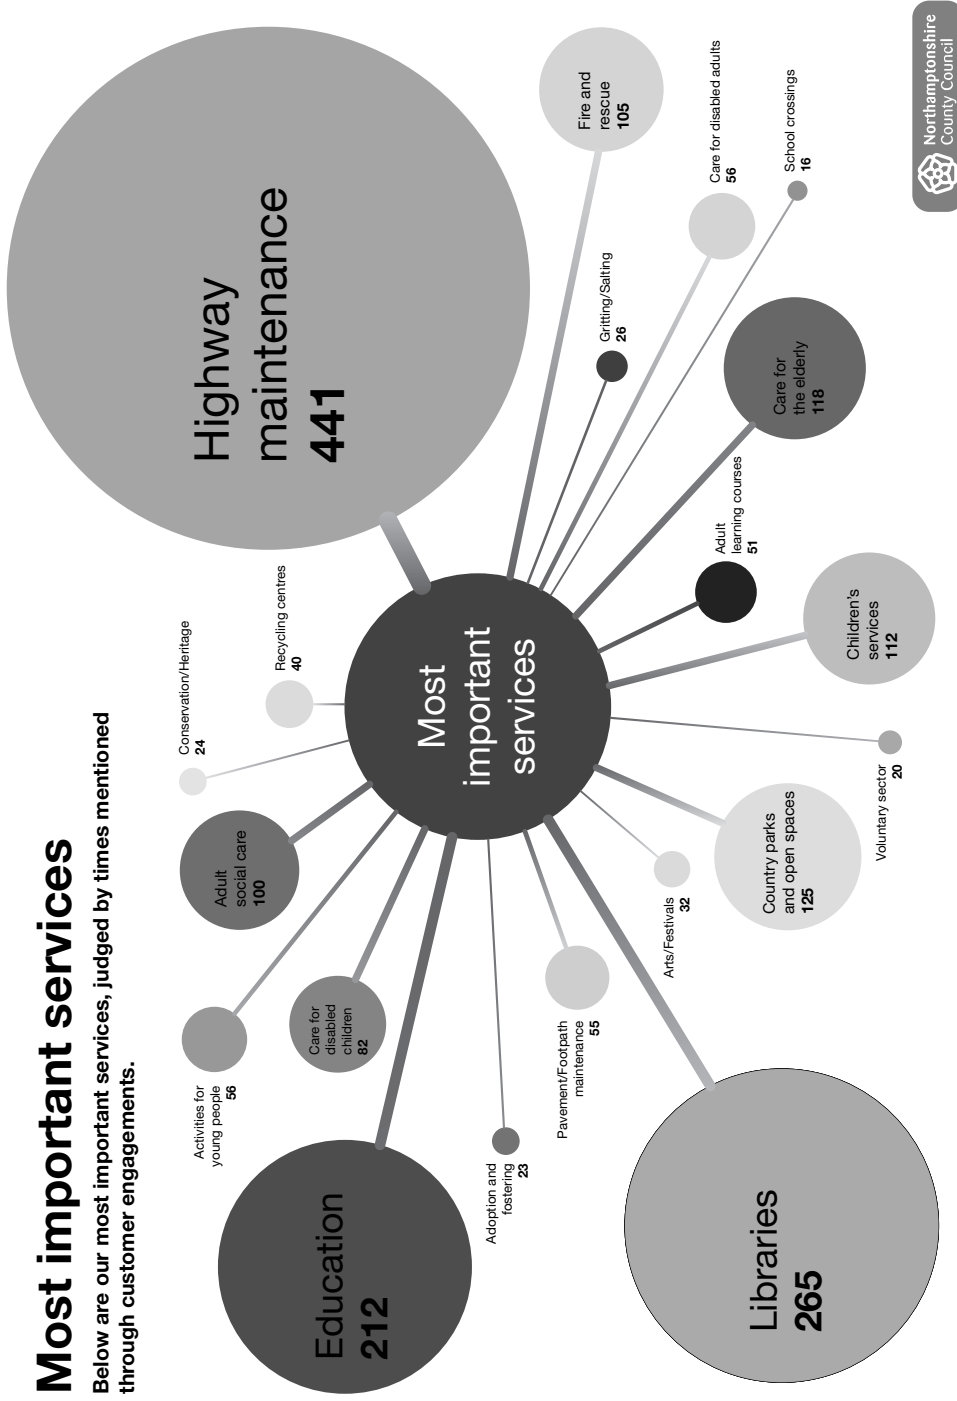 Most important services
Below are our most important services, judged by times mentioned
through customer engagements.
Highway
maintenance
441
Fire and
rescue
105
Gritting/Salting
26
Care for disabled adults
56
School crossings
16
Care for
the elderly
118
Adult
learning courses
51
Children’s
services
112
Voluntary sector
20
Country parks
and open spaces
125
Arts/Festivals
32
Libraries
265
Pavement/Footpath
maintenance
55
Adoption and
fostering
23
Education
212
Care for
disabled
children
82
Activities for
young people
56
Adult
social care
100
Conservation/Heritage
24
Recycling centres
40
Most
important
services
Northamptonshire
County Council